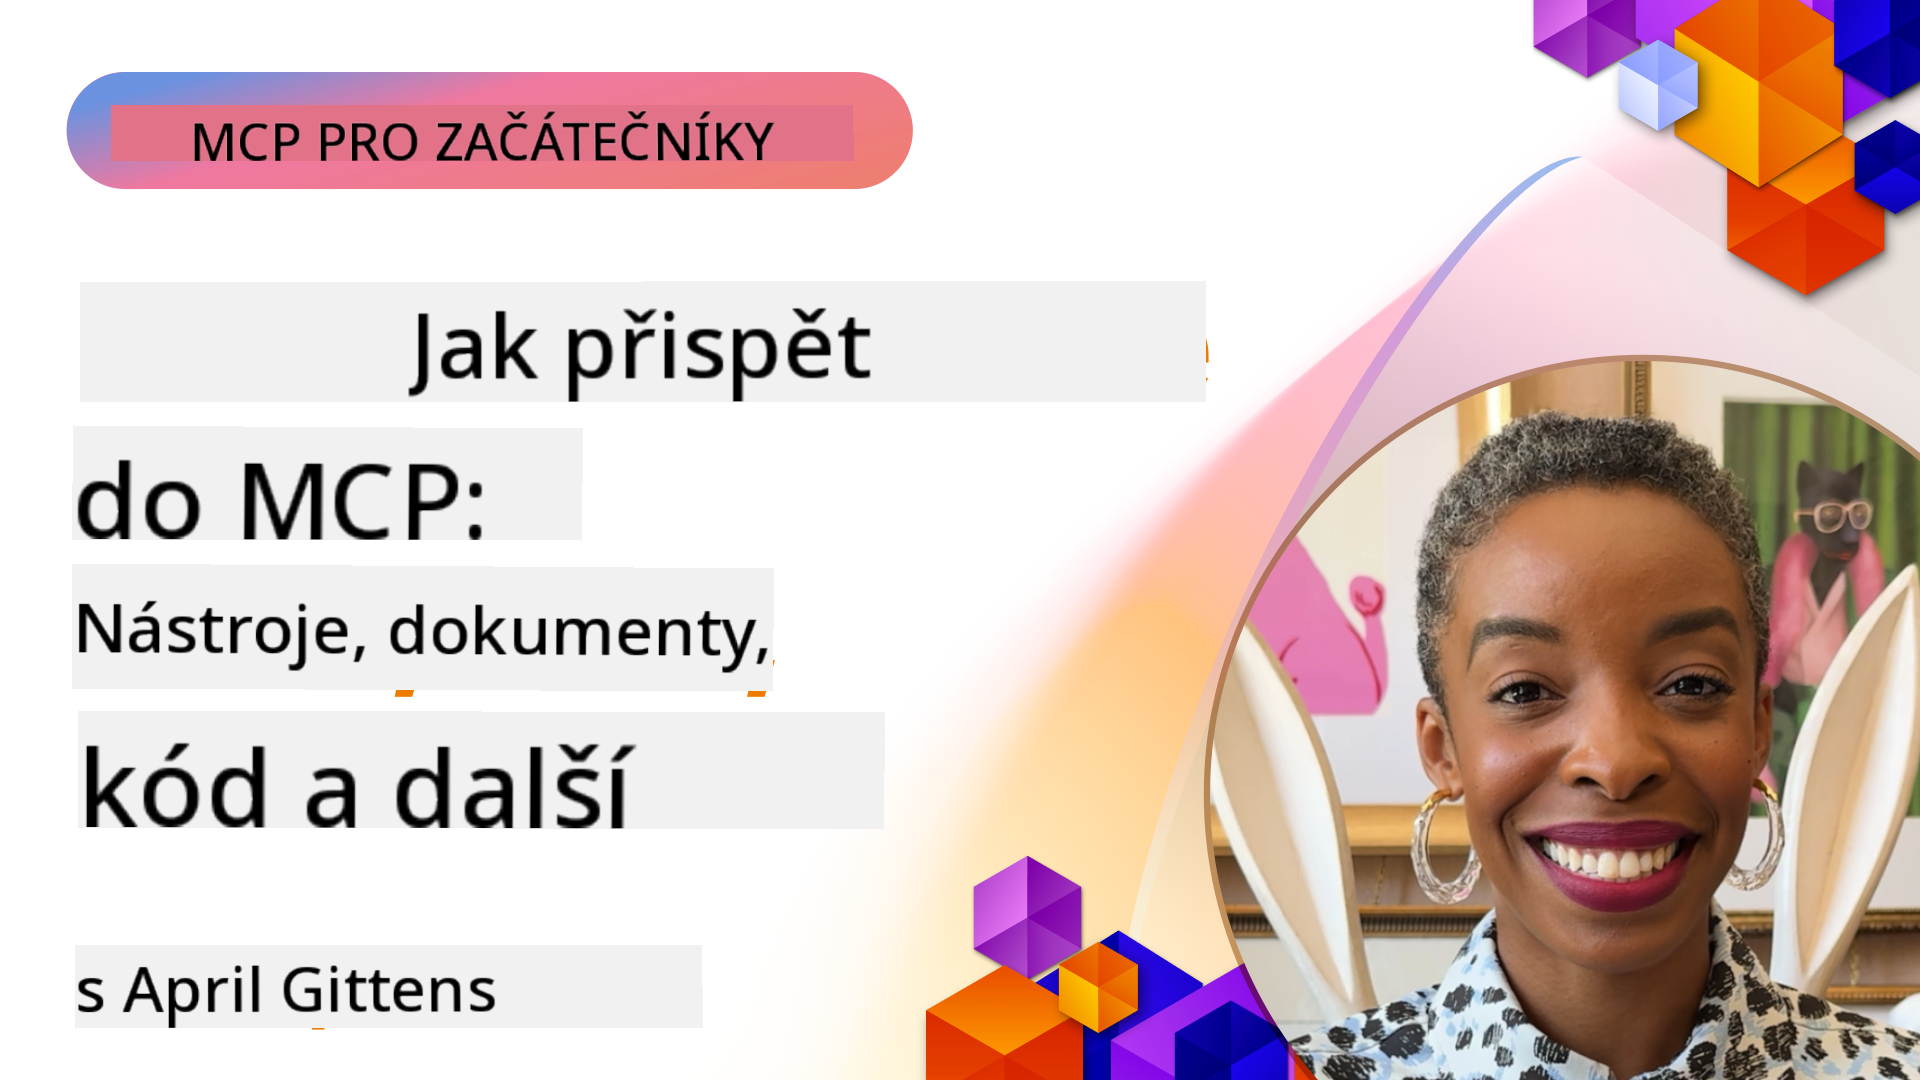 MCP PRO ZAČÁTEČNÍKY
Jak přispět
do MCP:
Nástroje, dokumenty,
kód a další
s April Gittens